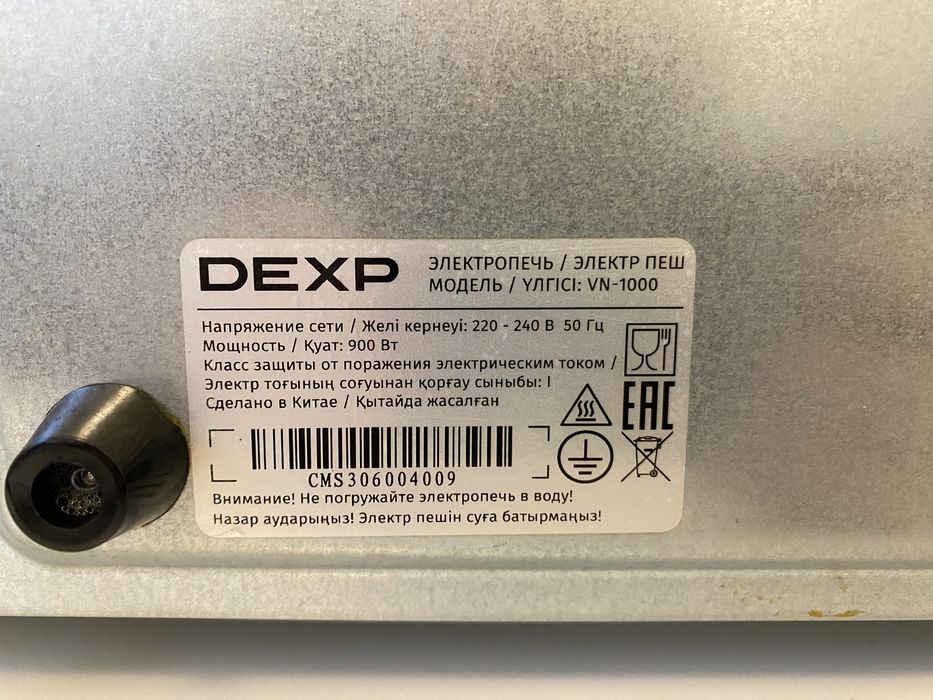 DEXP
ЭЛЕКТРОПЕЧЬ / ЭЛЕКТР ПЕШ
МОДЕЛЬ / ҮЛГІСІ: VN-1000
Напряжение сети / Желі кернеуі: 220 - 240 В 50 Гц
Мощность / Қуат: 900 Вт
Класс защиты от поражения электрическим током /
Электр тоғының соғуынан қорғау сыныбы: I
Сделано в Китае / Қытайда жасалған
EAC
CMS306004009
Внимание! Не погружайте электропечь в воду!
Назар аударыңыз! Электр пешін суға батырмаңыз!